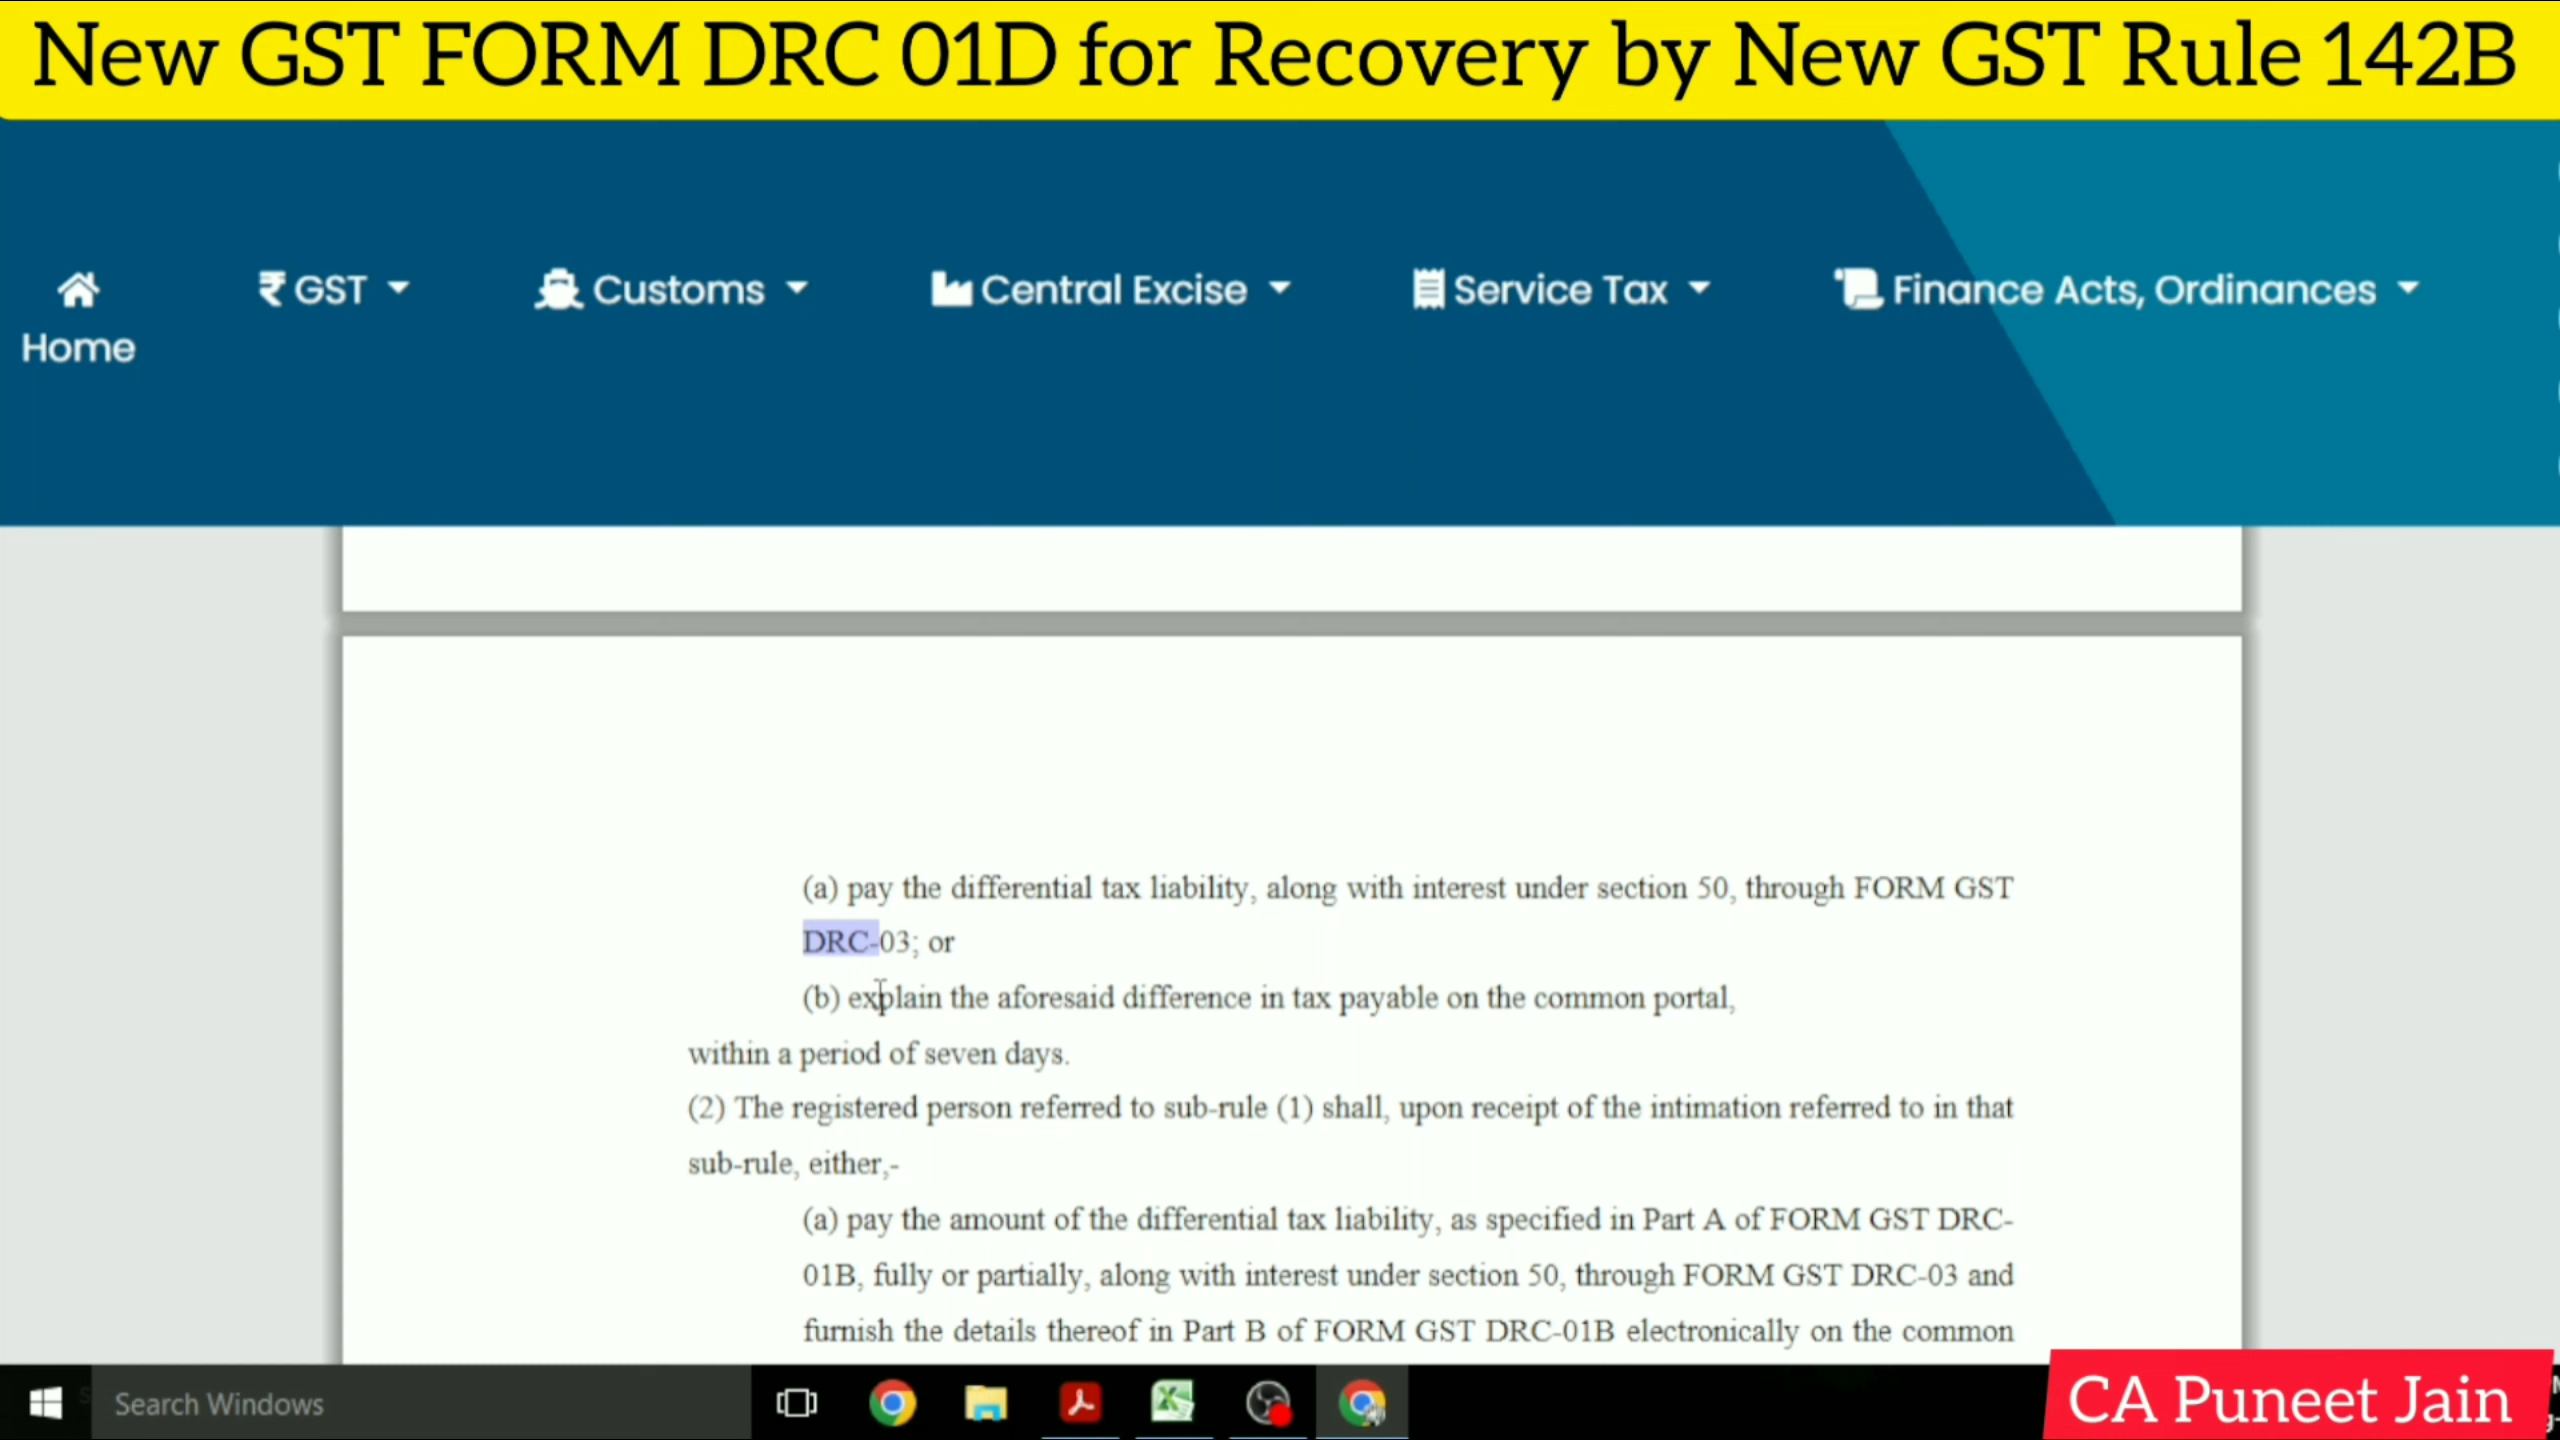 New GST FORM DRC 01D for Recovery by New GST Rule 142B
Home
GST
Customs
Central Excise
Service Tax
Finance Acts, Ordinances
(a) pay the differential tax liability, along with interest under section 50, through FORM GST
DRC-03; or
(b) explain the aforesaid difference in tax payable on the common portal,
within a period of seven days.
(2) The registered person referred to sub-rule (1) shall, upon receipt of the intimation referred to in that
sub-rule, either,-
(a) pay the amount of the differential tax liability, as specified in Part A of FORM GST DRC-
01B, fully or partially, along with interest under section 50, through FORM GST DRC-03 and
furnish the details thereof in Part B of FORM GST DRC-01B electronically on the common
Search Windows
CA Puneet Jain